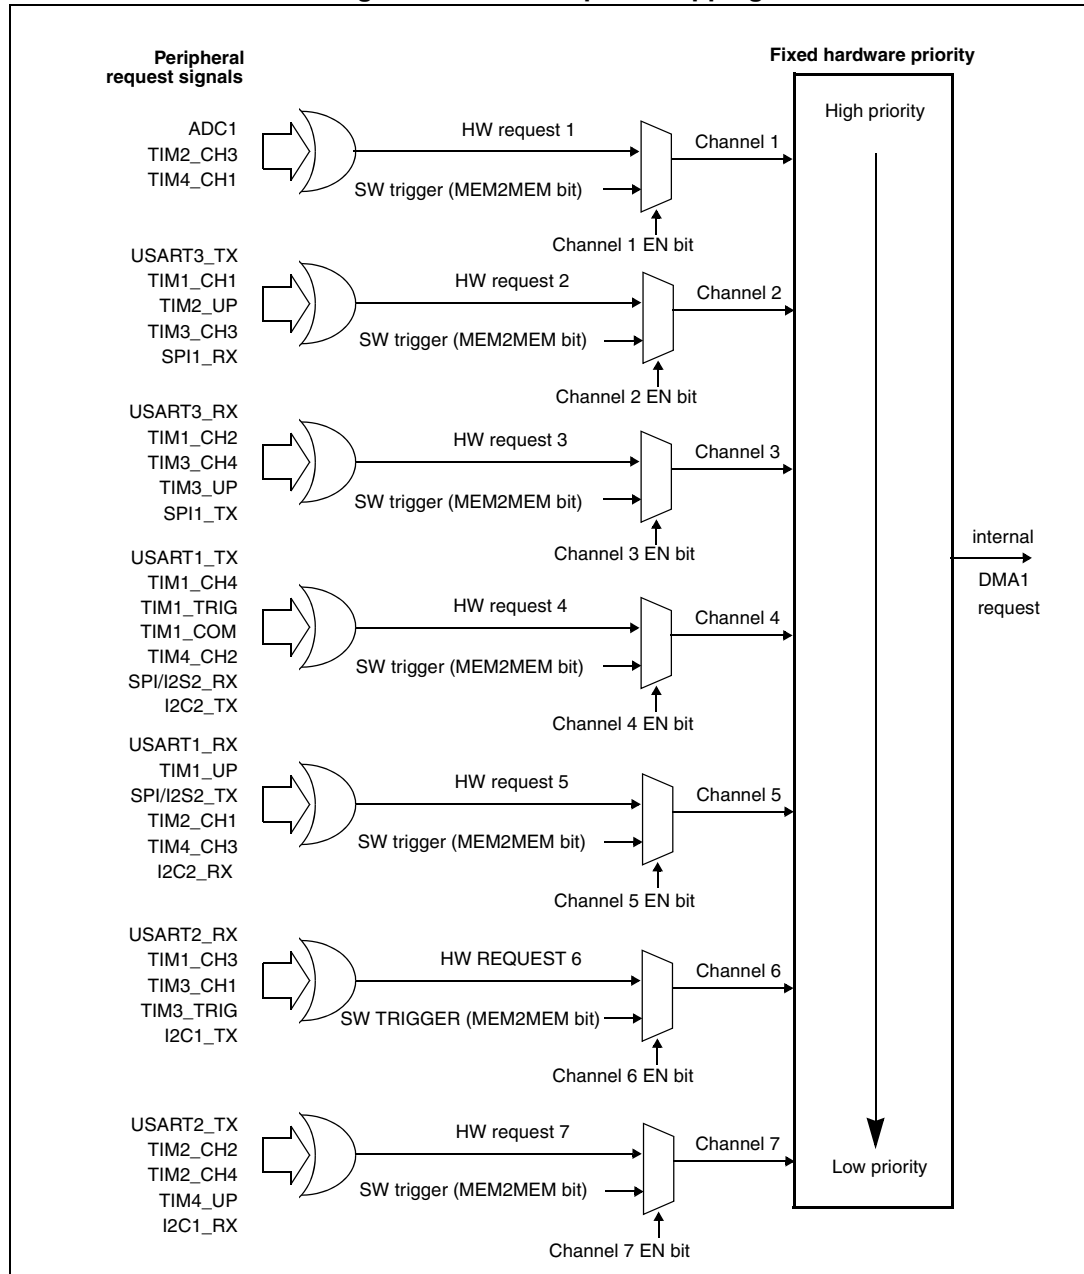 Peripheral
request signals
Fixed hardware priority
High priority
ADC1
TIM2_CH3
TIM4_CH1
HW request 1
SW trigger (MEM2MEM bit)
Channel 1
Channel 1 EN bit
USART3_TX
TIM1_CH1
TIM2_UP
TIM3_CH3
SPI1_RX
HW request 2
SW trigger (MEM2MEM bit)
Channel 2
Channel 2 EN bit
USART3_RX
TIM1_CH2
TIM3_CH4
TIM3_UP
SPI1_TX
HW request 3
SW trigger (MEM2MEM bit)
Channel 3
Channel 3 EN bit
internal
DMA1
request
USART1_TX
TIM1_CH4
TIM1_TRIG
TIM1_COM
TIM4_CH2
SPI/I2S2_RX
I2C2_TX
HW request 4
SW trigger (MEM2MEM bit)
Channel 4
Channel 4 EN bit
USART1_RX
TIM1_UP
SPI/I2S2_TX
TIM2_CH1
TIM4_CH3
I2C2_RX
HW request 5
SW trigger (MEM2MEM bit)
Channel 5
Channel 5 EN bit
USART2_RX
TIM1_CH3
TIM3_CH1
TIM3_TRIG
I2C1_TX
HW REQUEST 6
SW TRIGGER (MEM2MEM bit)
Channel 6
Channel 6 EN bit
USART2_TX
TIM2_CH2
TIM2_CH4
TIM4_UP
I2C1_RX
HW request 7
SW trigger (MEM2MEM bit)
Channel 7
Channel 7 EN bit
Low priority